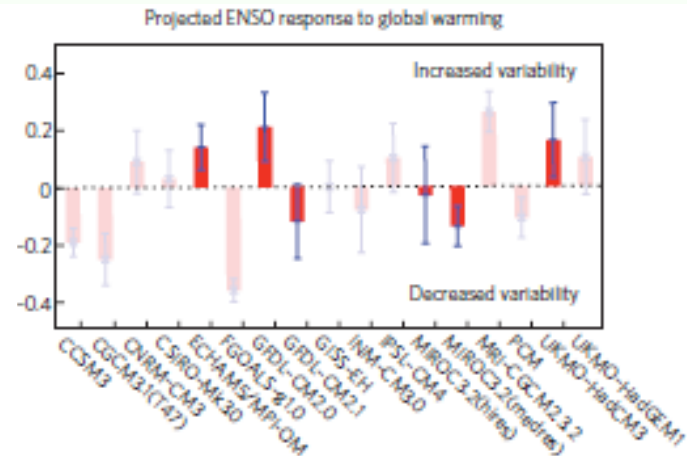 Projected ENSO response to global warming
0.4
Increased variability
0.2
0
-0.2
-0.4
Decreased variability
CCSM3
CGCM3.1(T47)
CNRM-CM3
CSIRO-MK3.0
ECHAM5/MPI-OM
FGOALS-g1.0
GFDL-CM2.0
GFDL-CM2.1
GISS-EH
INM-CM3.0
IPSL-CM4
MIROC3.2(hires)
MIROC3.2(medres)
MRI-CGCM2.3.2
PCM
UKMO-HadCM3
UKMO-HadGEM1